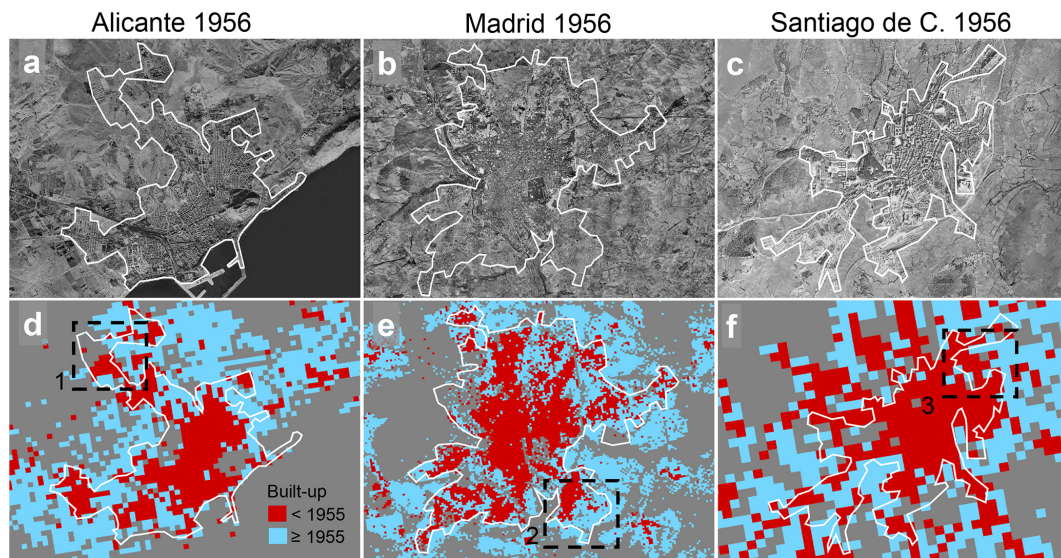 Alicante 1956
Madrid 1956
Santiago de C. 1956
a
b
c
d
e
f
1
2
3
Built-up
< 1955
≥ 1955